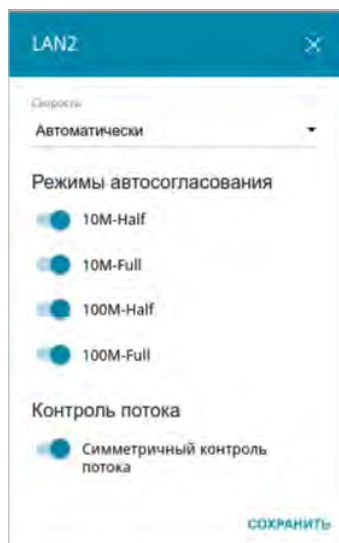 LAN2
Скорость
Автоматически
Режимы автосогласования
10M-Half
10M-Full
100M-Half
100M-Full
Контроль потока
Симметричный контроль
потока
СОХРАНИТЬ